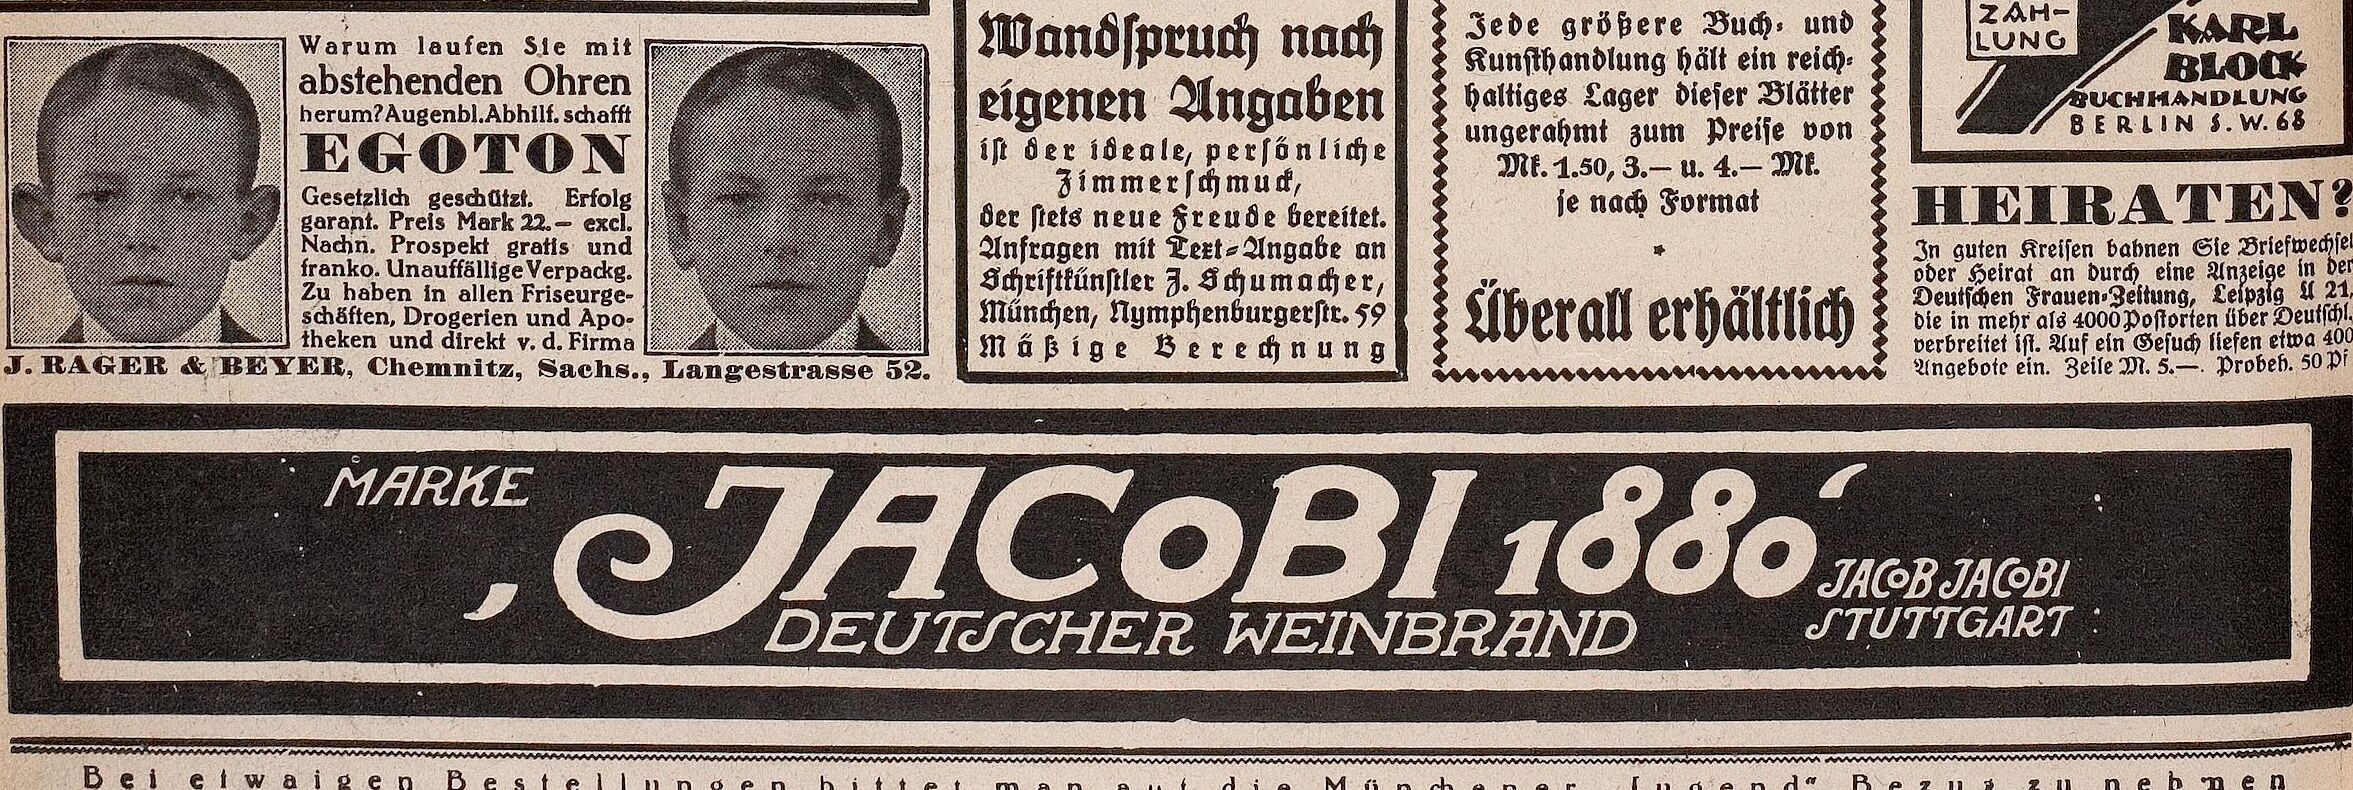 Warum laufen Sie mit
abstehenden Ohren
herum? Augenbl. Abhilf. schafft
EGOTON
Gesetzlich geschützt. Erfolg
garant. Preis Mark 22.— excl.
Nachn. Prospekt gratis und
franko. Unauffällige Verpackg.
Zu haben in allen Friseurge-
schäften, Drogerien und Apo-
theken und direkt v. d. Firma
J. RAGER & BEYER, Chemnitz, Sachs., Langestrasse 52.
Wandspruch nach
eigenen Angaben
ist der ideale, persönliche
Zimmerschmuck,
der stets neue Freude bereitet.
Anfragen mit Text-Angabe an
Schriftkünstler J. Schumacher,
München, Nymphenburgerstr. 59
Mäßige Berechnung
Jede größere Buch- und
Kunsthandlung hält ein reich-
haltiges Lager dieser Blätter
ungerahmt zum Preise von
Mk. 1.50, 3.— u. 4.— Mk.
je nach Format
*
Überall erhältlich
ZAH-
LUNG
KARL
BLOCK
BUCHHANDLUNG
BERLIN S.W. 68
HEIRATEN?
In guten Kreisen bahnen Sie Briefwechsel
oder Heirat an durch eine Anzeige in der
Deutschen Frauen-Zeitung, Leipzig U 21,
die in mehr als 4000 Postorten über Deutschl.
verbreitet ist. Auf ein Gesuch liefen etwa 400
Angebote ein. Zeile M. 5.—. Probeh. 50 Pf
MARKE
‚JACOBI 1880‘
DEUTSCHER WEINBRAND
JACOB JACOBI
STUTTGART
Bei etwaigen Bestellungen bittet man auf die Münchener „Jugend“ Bezug zu nehmen